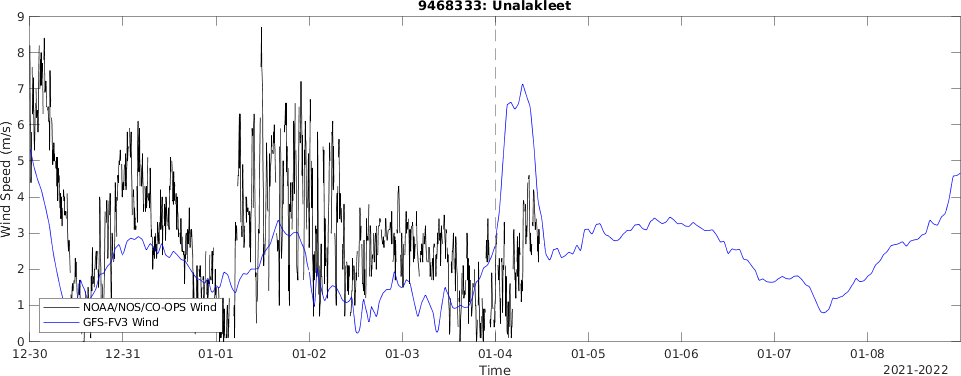 9468333: Unalakleet
9
8
7
6
5
4
3
2
1
0
Wind Speed (m/s)
NOAA/NOS/CO-OPS Wind
GFS-FV3 Wind
12-30 12-31 01-01 01-02 01-03 01-04 01-05 01-06 01-07 01-08
Time
2021-2022